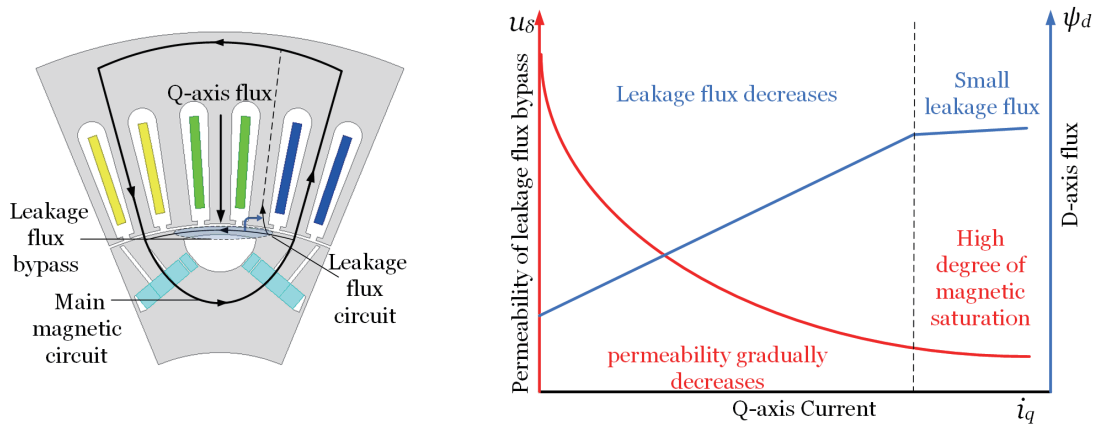 Q-axis flux
Leakage
flux
bypass
Main
magnetic
circuit
Leakage
flux
circuit
uδ
Permeability of leakage flux bypass
Leakage flux decreases
Small
leakage flux
High
degree of
magnetic
saturation
permeability gradually
decreases
Q-axis Current
iq
ψd
D-axis flux